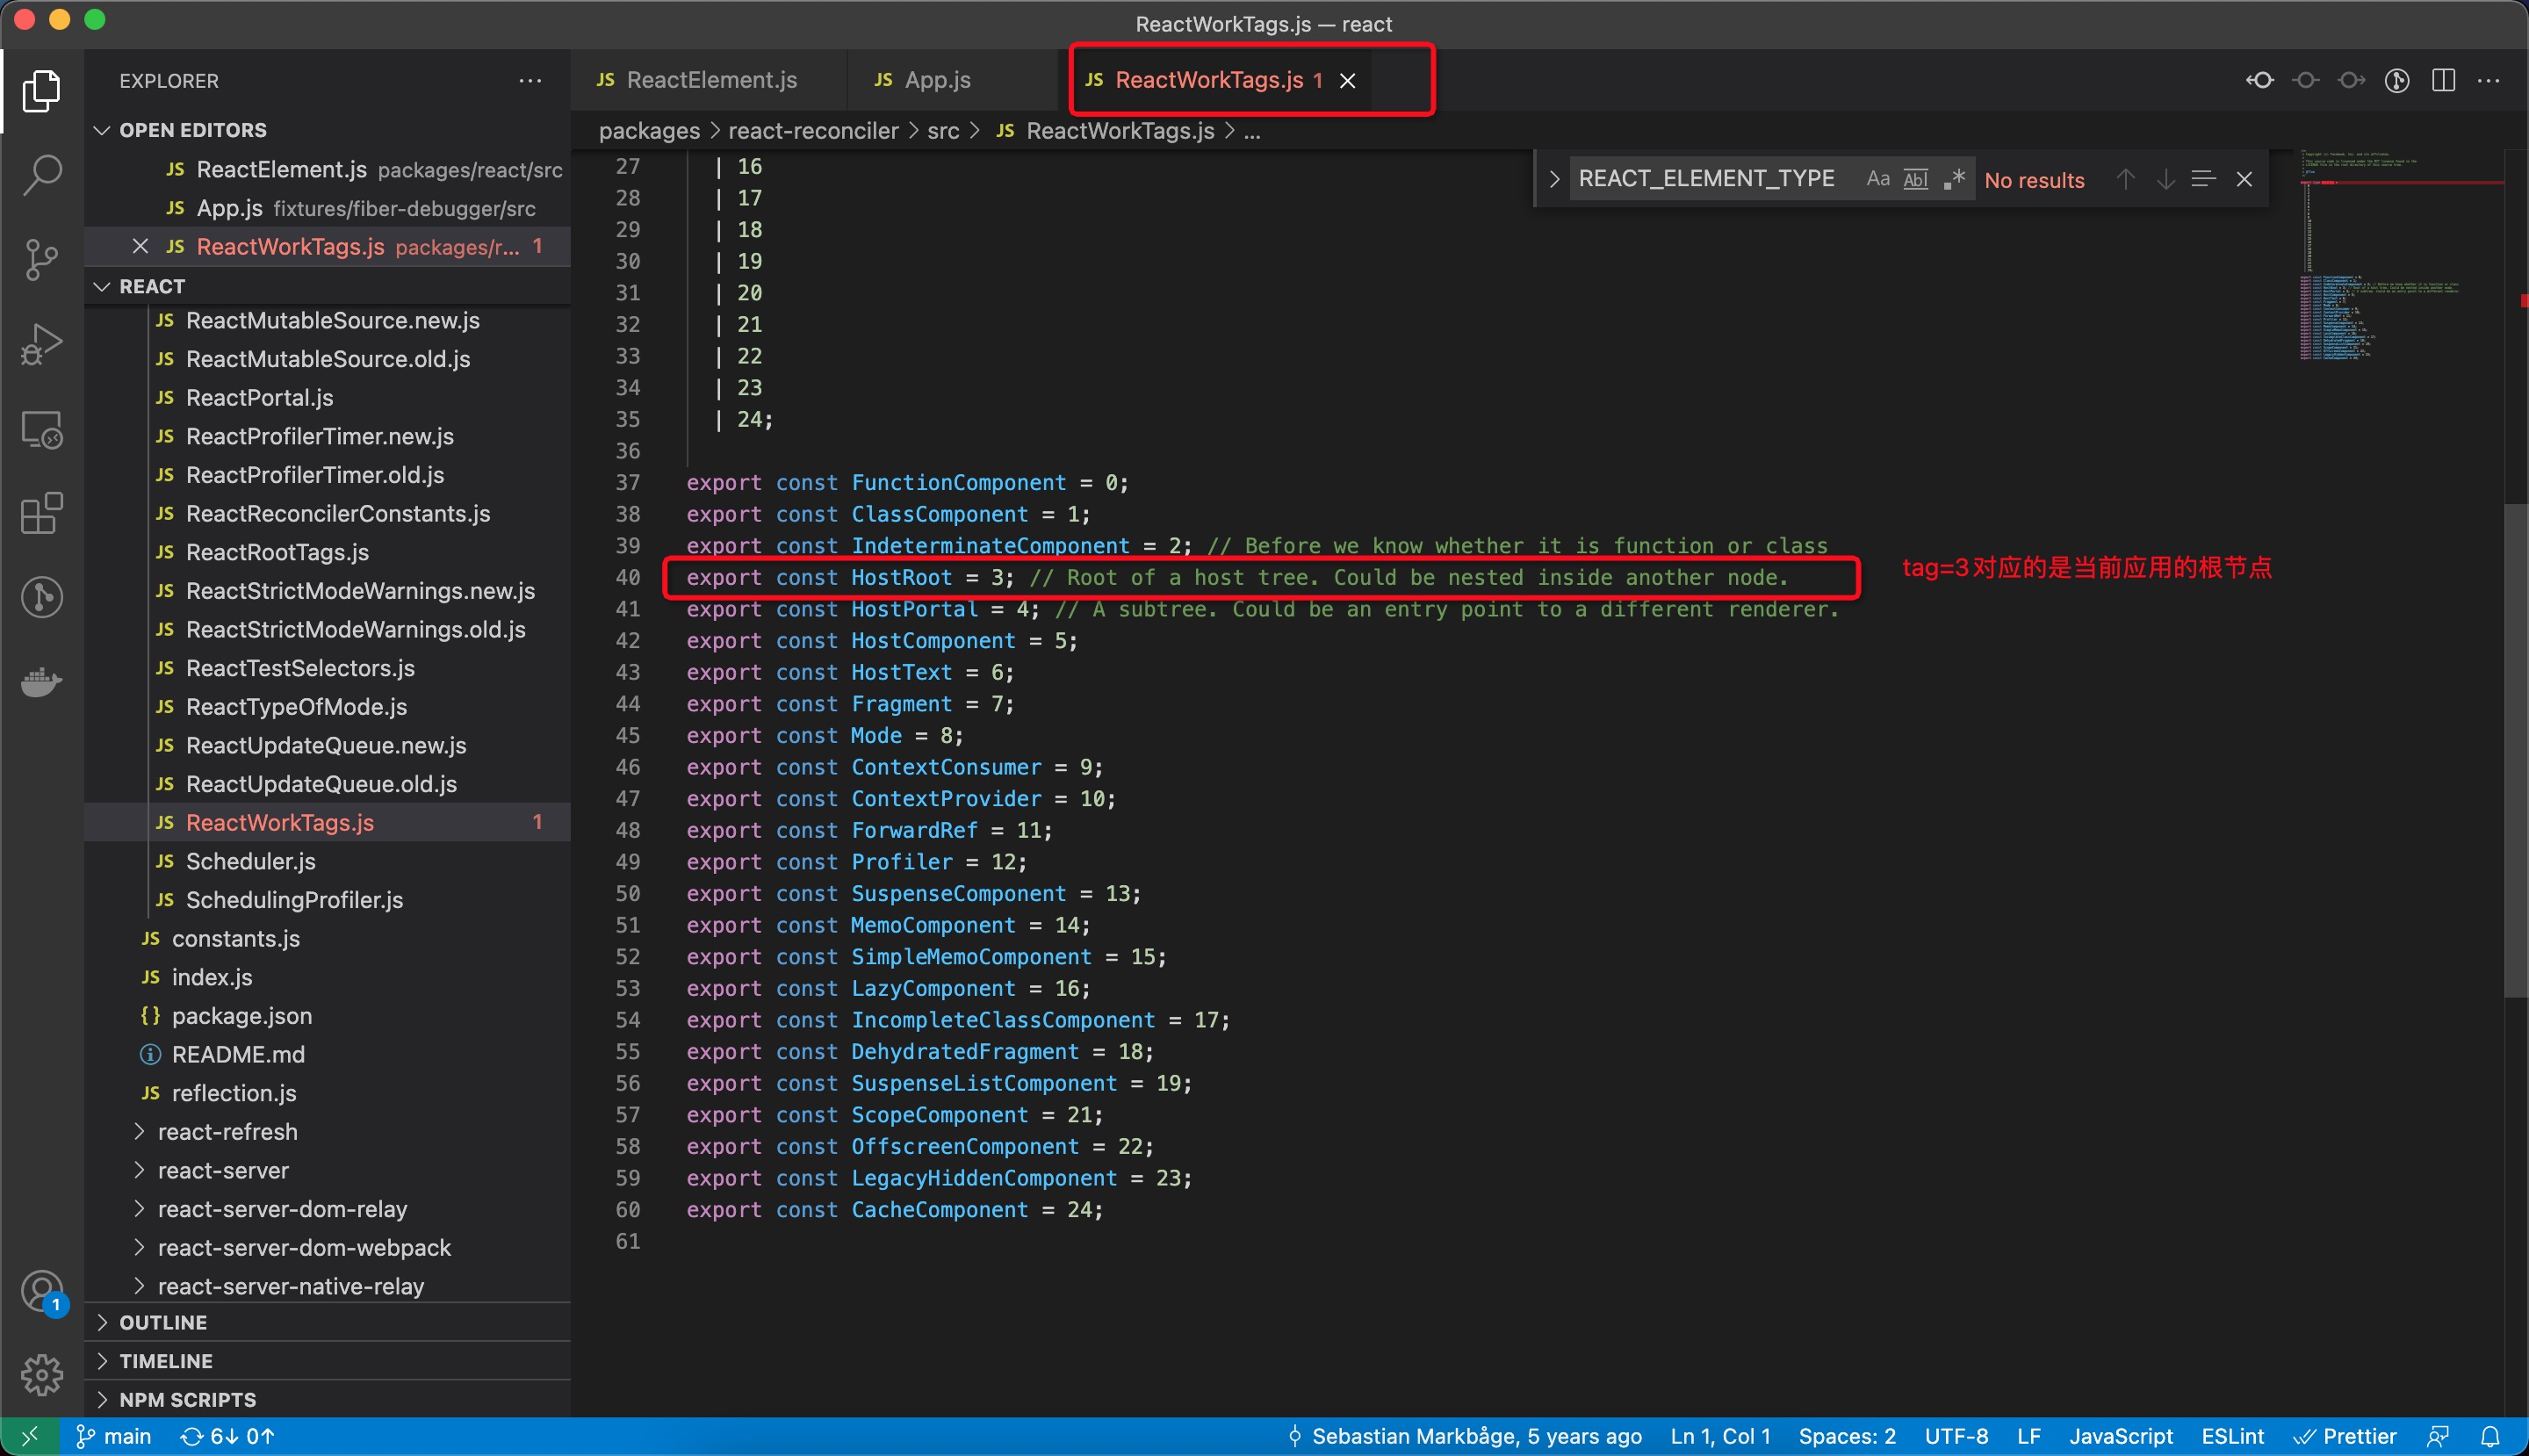 ReactWorkTags.js — react
EXPLORER
OPEN EDITORS
JS ReactElement.js packages/react/src
JS App.js fixtures/fiber-debugger/src
JS ReactWorkTags.js packages/r... 1
REACT
JS ReactMutableSource.new.js
JS ReactMutableSource.old.js
JS ReactPortal.js
JS ReactProfilerTimer.new.js
JS ReactProfilerTimer.old.js
JS ReactReconcilerConstants.js
JS ReactRootTags.js
JS ReactStrictModeWarnings.new.js
JS ReactStrictModeWarnings.old.js
JS ReactTestSelectors.js
JS ReactTypeOfMode.js
JS ReactUpdateQueue.new.js
JS ReactUpdateQueue.old.js
JS ReactWorkTags.js 1
JS Scheduler.js
JS SchedulingProfiler.js
JS constants.js
JS index.js
{} package.json
README.md
JS reflection.js
react-refresh
react-server
react-server-dom-relay
react-server-dom-webpack
react-server-native-relay
OUTLINE
TIMELINE
NPM SCRIPTS
1
JS ReactElement.js
JS App.js
JS ReactWorkTags.js 1
packages > react-reconciler > src > JS ReactWorkTags.js > ...
REACT_ELEMENT_TYPE Aa Abl .* No results
27 | 16
28 | 17
29 | 18
30 | 19
31 | 20
32 | 21
33 | 22
34 | 23
35 | 24;
36
37 export const FunctionComponent = 0;
38 export const ClassComponent = 1;
39 export const IndeterminateComponent = 2; // Before we know whether it is function or class
40 export const HostRoot = 3; // Root of a host tree. Could be nested inside another node.
tag=3对应的是当前应用的根节点
41 export const HostPortal = 4; // A subtree. Could be an entry point to a different renderer.
42 export const HostComponent = 5;
43 export const HostText = 6;
44 export const Fragment = 7;
45 export const Mode = 8;
46 export const ContextConsumer = 9;
47 export const ContextProvider = 10;
48 export const ForwardRef = 11;
49 export const Profiler = 12;
50 export const SuspenseComponent = 13;
51 export const MemoComponent = 14;
52 export const SimpleMemoComponent = 15;
53 export const LazyComponent = 16;
54 export const IncompleteClassComponent = 17;
55 export const DehydratedFragment = 18;
56 export const SuspenseListComponent = 19;
57 export const ScopeComponent = 21;
58 export const OffscreenComponent = 22;
59 export const LegacyHiddenComponent = 23;
60 export const CacheComponent = 24;
61
main 6↓ 0↑ Sebastian Markbåge, 5 years ago Ln 1, Col 1 Spaces: 2 UTF-8 LF JavaScript ESLint Prettier